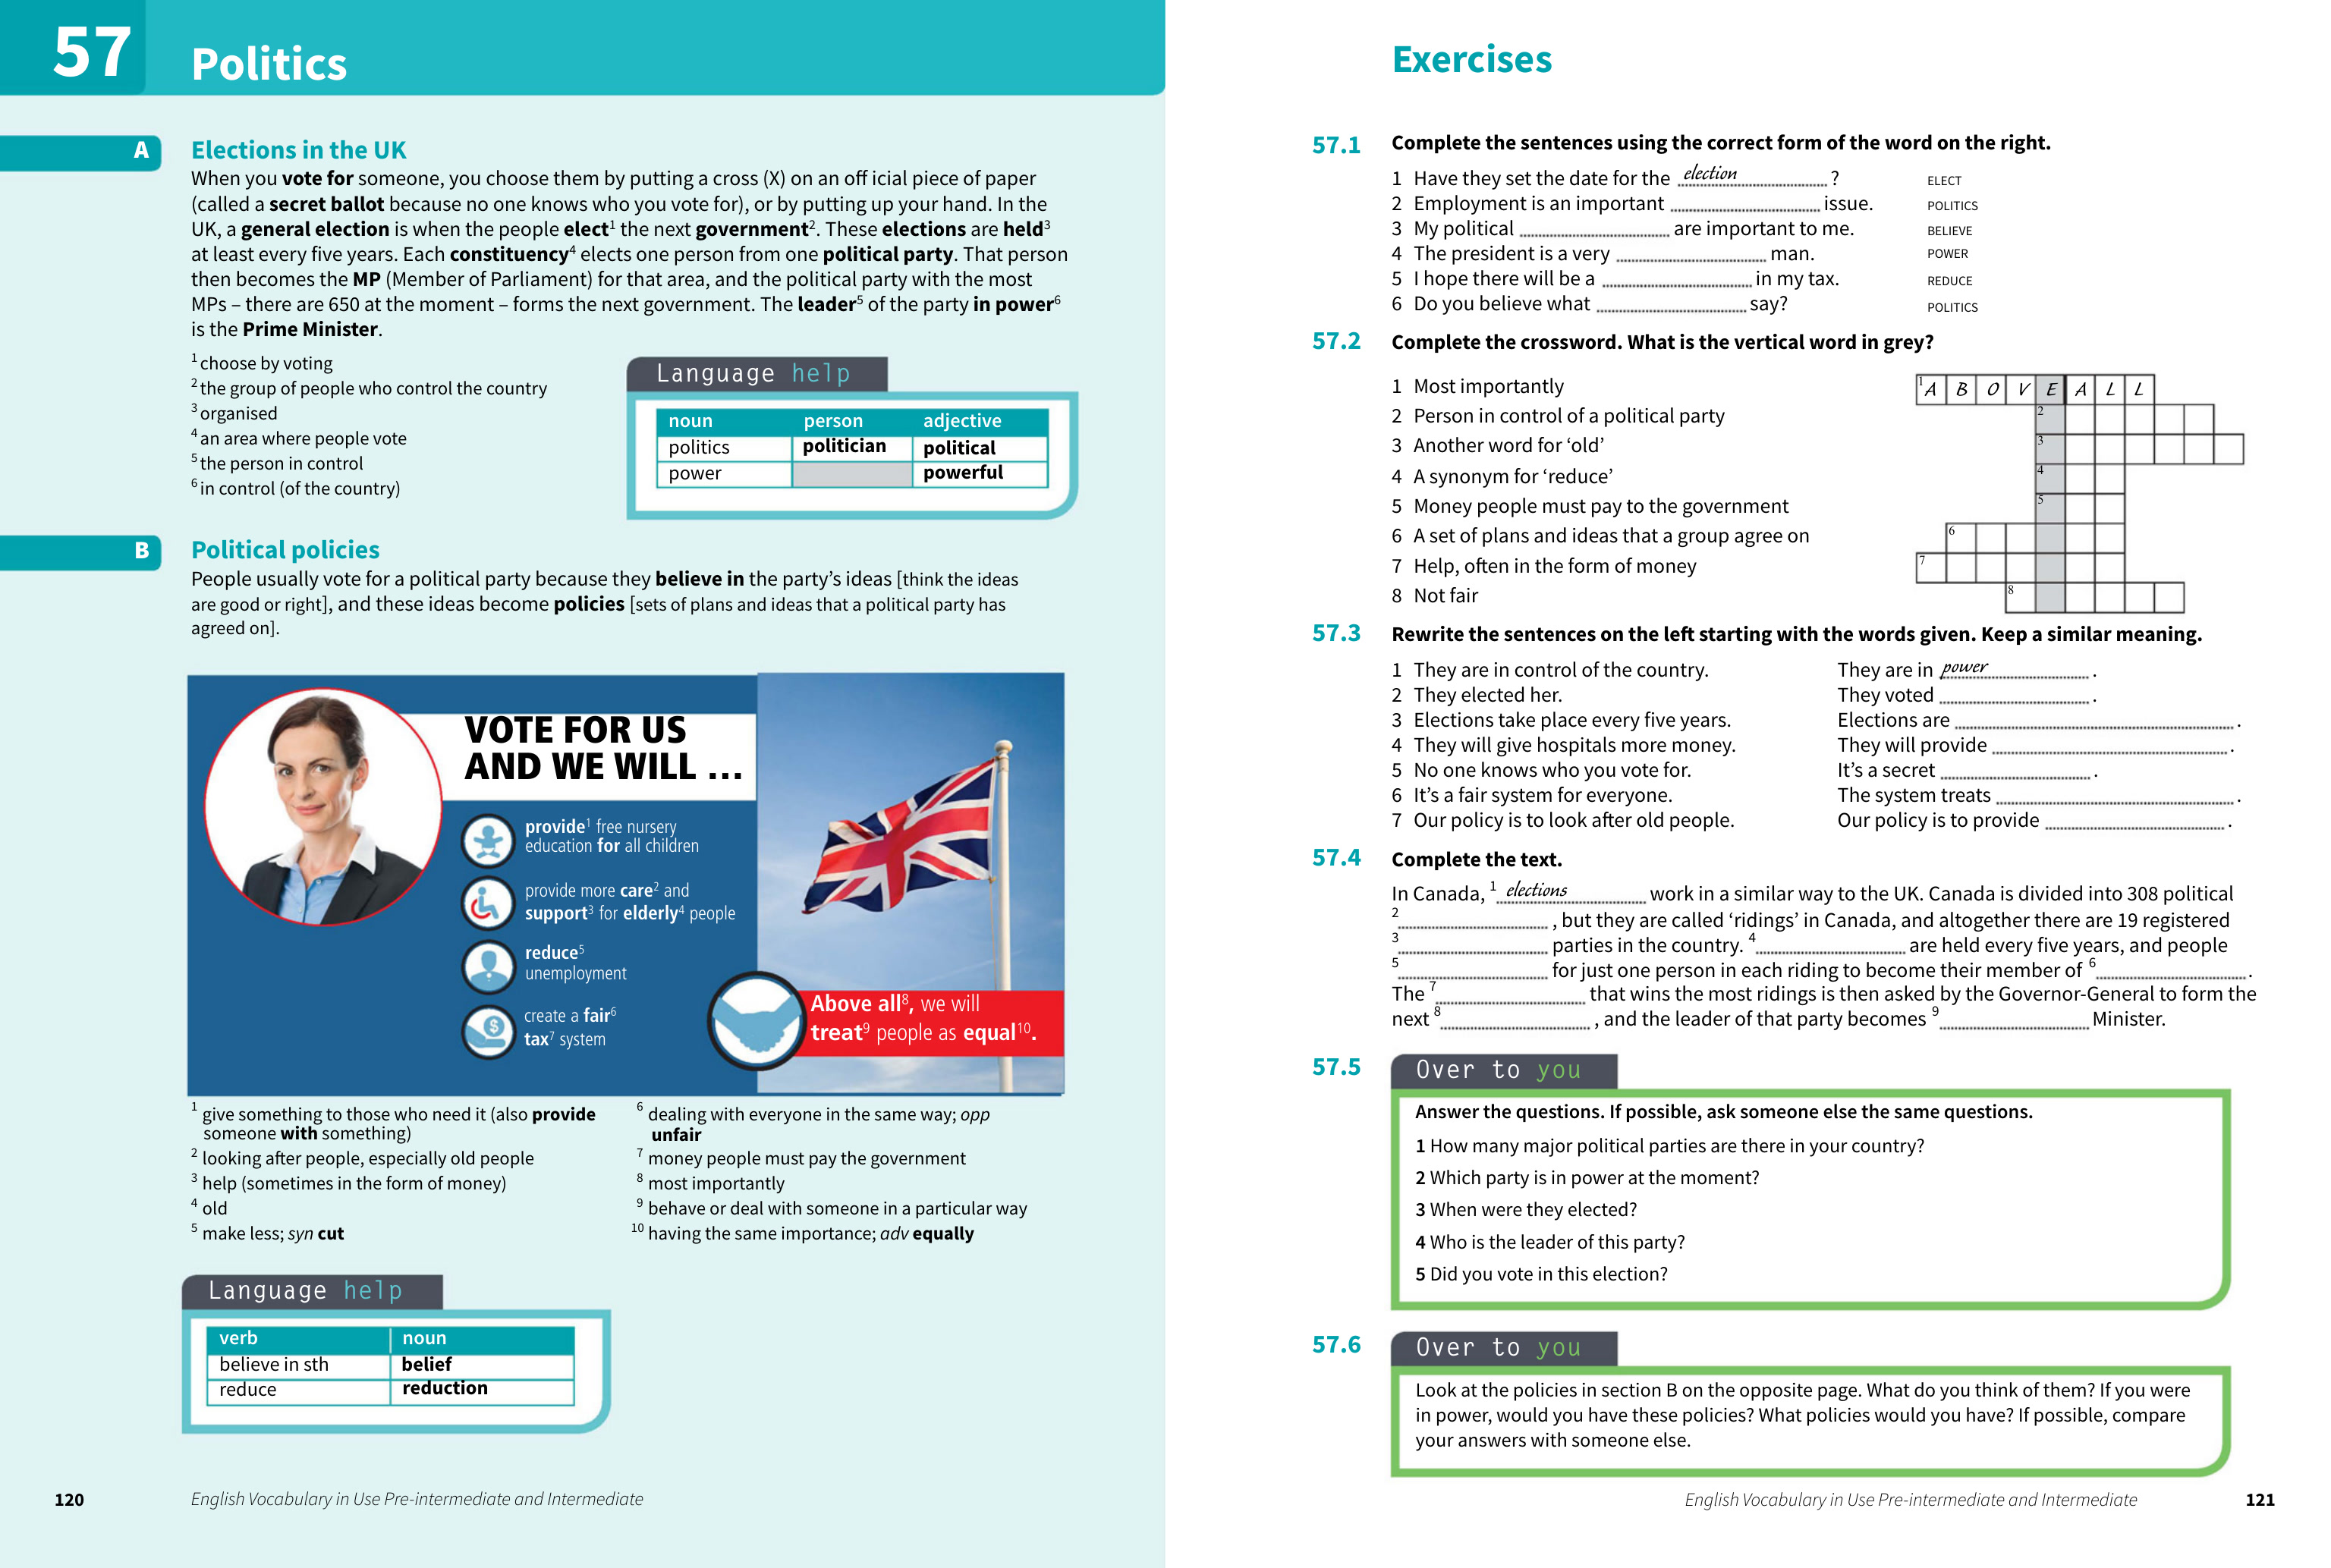 57
Politics
A
Elections in the UK
When you vote for someone, you choose them by putting a cross (X) on an off icial piece of paper
(called a secret ballot because no one knows who you vote for), or by putting up your hand. In the
UK, a general election is when the people elect¹ the next government². These elections are held³
at least every five years. Each constituency⁴ elects one person from one political party. That person
then becomes the MP (Member of Parliament) for that area, and the political party with the most
MPs – there are 650 at the moment – forms the next government. The leader⁵ of the party in power⁶
is the Prime Minister.
¹ choose by voting
² the group of people who control the country
³ organised
⁴ an area where people vote
⁵ the person in control
⁶ in control (of the country)
Language help
noun person adjective
politics politician political
power powerful
B
Political policies
People usually vote for a political party because they believe in the party's ideas [think the ideas
are good or right], and these ideas become policies [sets of plans and ideas that a political party has
agreed on].
VOTE FOR US
AND WE WILL ...
provide¹ free nursery
education for all children
provide more care² and
support³ for elderly⁴ people
reduce⁵
unemployment
create a fair⁶
tax⁷ system
Above all⁸, we will
treat⁹ people as equal¹⁰.
¹ give something to those who need it (also provide
someone with something)
² looking after people, especially old people
³ help (sometimes in the form of money)
⁴ old
⁵ make less; syn cut
⁶ dealing with everyone in the same way; opp
unfair
⁷ money people must pay the government
⁸ most importantly
⁹ behave or deal with someone in a particular way
¹⁰ having the same importance; adv equally
Language help
verb noun
believe in sth belief
reduce reduction
120
English Vocabulary in Use Pre-intermediate and Intermediate
Exercises
57.1
Complete the sentences using the correct form of the word on the right.
1 Have they set the date for the election ? ELECT
2 Employment is an important ........ issue. POLITICS
3 My political ........ are important to me. BELIEVE
4 The president is a very ........ man. POWER
5 I hope there will be a ........ in my tax. REDUCE
6 Do you believe what ........ say? POLITICS
57.2
Complete the crossword. What is the vertical word in grey?
1 Most importantly
2 Person in control of a political party
3 Another word for 'old'
4 A synonym for 'reduce'
5 Money people must pay to the government
6 A set of plans and ideas that a group agree on
7 Help, often in the form of money
8 Not fair
1 A B O V E A L L
2
3
4
5
6
7
8
57.3
Rewrite the sentences on the left starting with the words given. Keep a similar meaning.
1 They are in control of the country. They are in power .
2 They elected her. They voted ........ .
3 Elections take place every five years. Elections are ........ .
4 They will give hospitals more money. They will provide ........ .
5 No one knows who you vote for. It's a secret ........ .
6 It's a fair system for everyone. The system treats ........ .
7 Our policy is to look after old people. Our policy is to provide ........ .
57.4
Complete the text.
In Canada, ¹ elections work in a similar way to the UK. Canada is divided into 308 political
² ........ , but they are called 'ridings' in Canada, and altogether there are 19 registered
³ ........ parties in the country. ⁴ ........ are held every five years, and people
⁵ ........ for just one person in each riding to become their member of ⁶ ........ .
The ⁷ ........ that wins the most ridings is then asked by the Governor-General to form the
next ⁸ ........ , and the leader of that party becomes ⁹ ........ Minister.
57.5
Over to you
Answer the questions. If possible, ask someone else the same questions.
1 How many major political parties are there in your country?
2 Which party is in power at the moment?
3 When were they elected?
4 Who is the leader of this party?
5 Did you vote in this election?
57.6
Over to you
Look at the policies in section B on the opposite page. What do you think of them? If you were
in power, would you have these policies? What policies would you have? If possible, compare
your answers with someone else.
English Vocabulary in Use Pre-intermediate and Intermediate
121